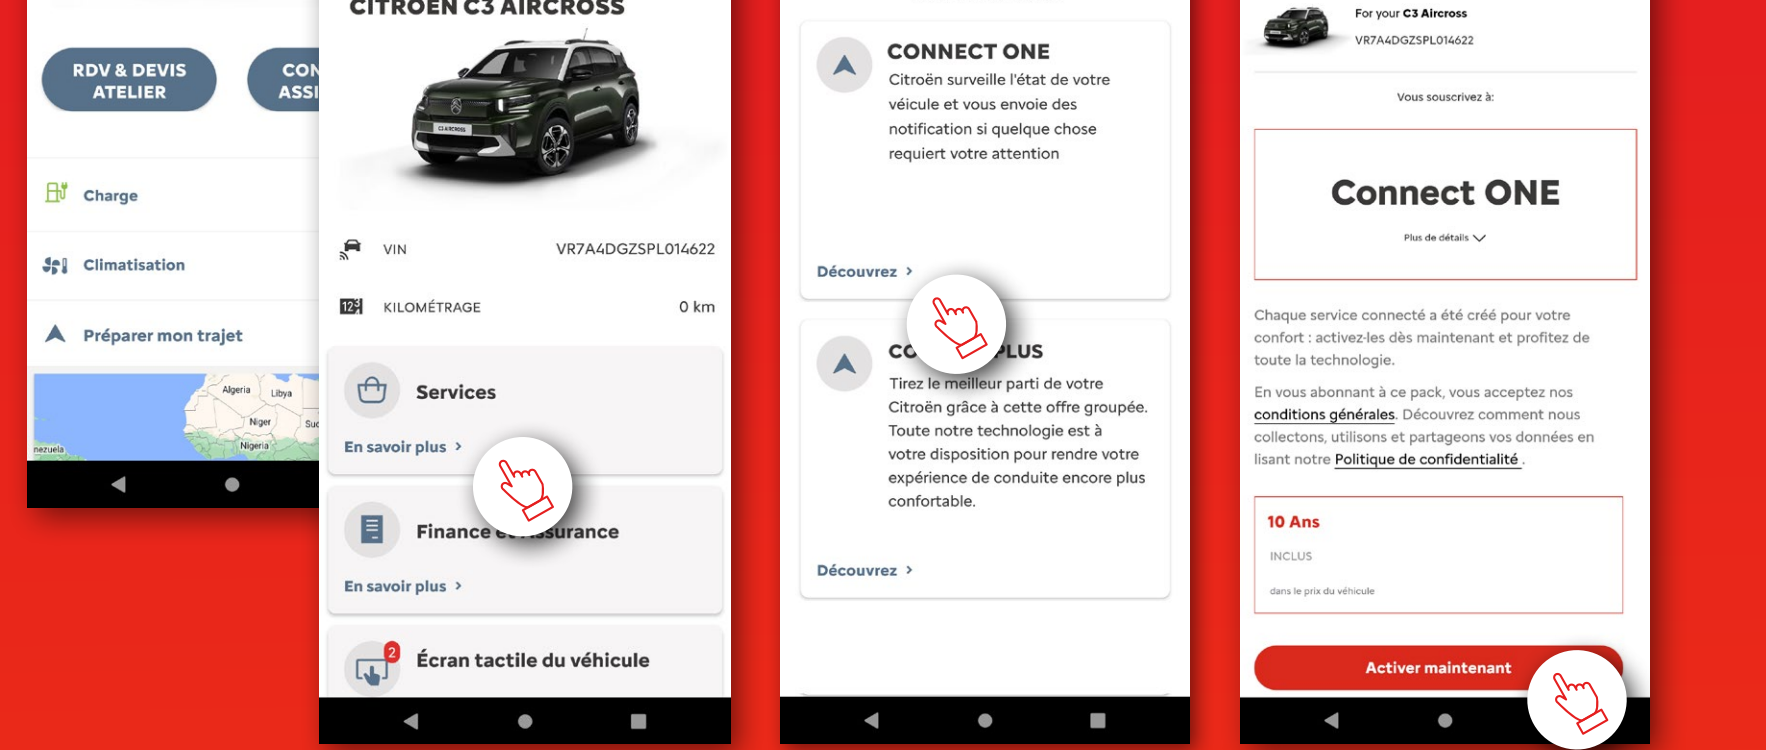 RDV & DEVIS
ATELIER
Charge
Climatisation
Préparer mon trajet
Algeria
Libya
Niger
Nigeria
nezuela
CITROËN C3 AIRCROSS
C3 AIRCROSS
VIN
VR7A4DGZSPL014622
KILOMÉTRAGE
0 km
Services
En savoir plus >
Finance et Assurance
En savoir plus >
2
Écran tactile du véhicule
CONNECT ONE
Citroën surveille l'état de votre
véicule et vous envoie des
notification si quelque chose
requiert votre attention
Découvrez >
PLUS
Tirez le meilleur parti de votre
Citroën grâce à cette offre groupée.
Toute notre technologie est à
votre disposition pour rendre votre
expérience de conduite encore plus
confortable.
Découvrez >
For your C3 Aircross
VR7A4DGZSPL014622
Vous souscrivez à:
Connect ONE
Plus de détails
Chaque service connecté a été créé pour votre
confort : activez-les dès maintenant et profitez de
toute la technologie.
En vous abonnant à ce pack, vous acceptez nos
conditions générales. Découvrez comment nous
collectons, utilisons et partageons vos données en
lisant notre Politique de confidentialité .
10 Ans
INCLUS
dans le prix du véhicule
Activer maintenant